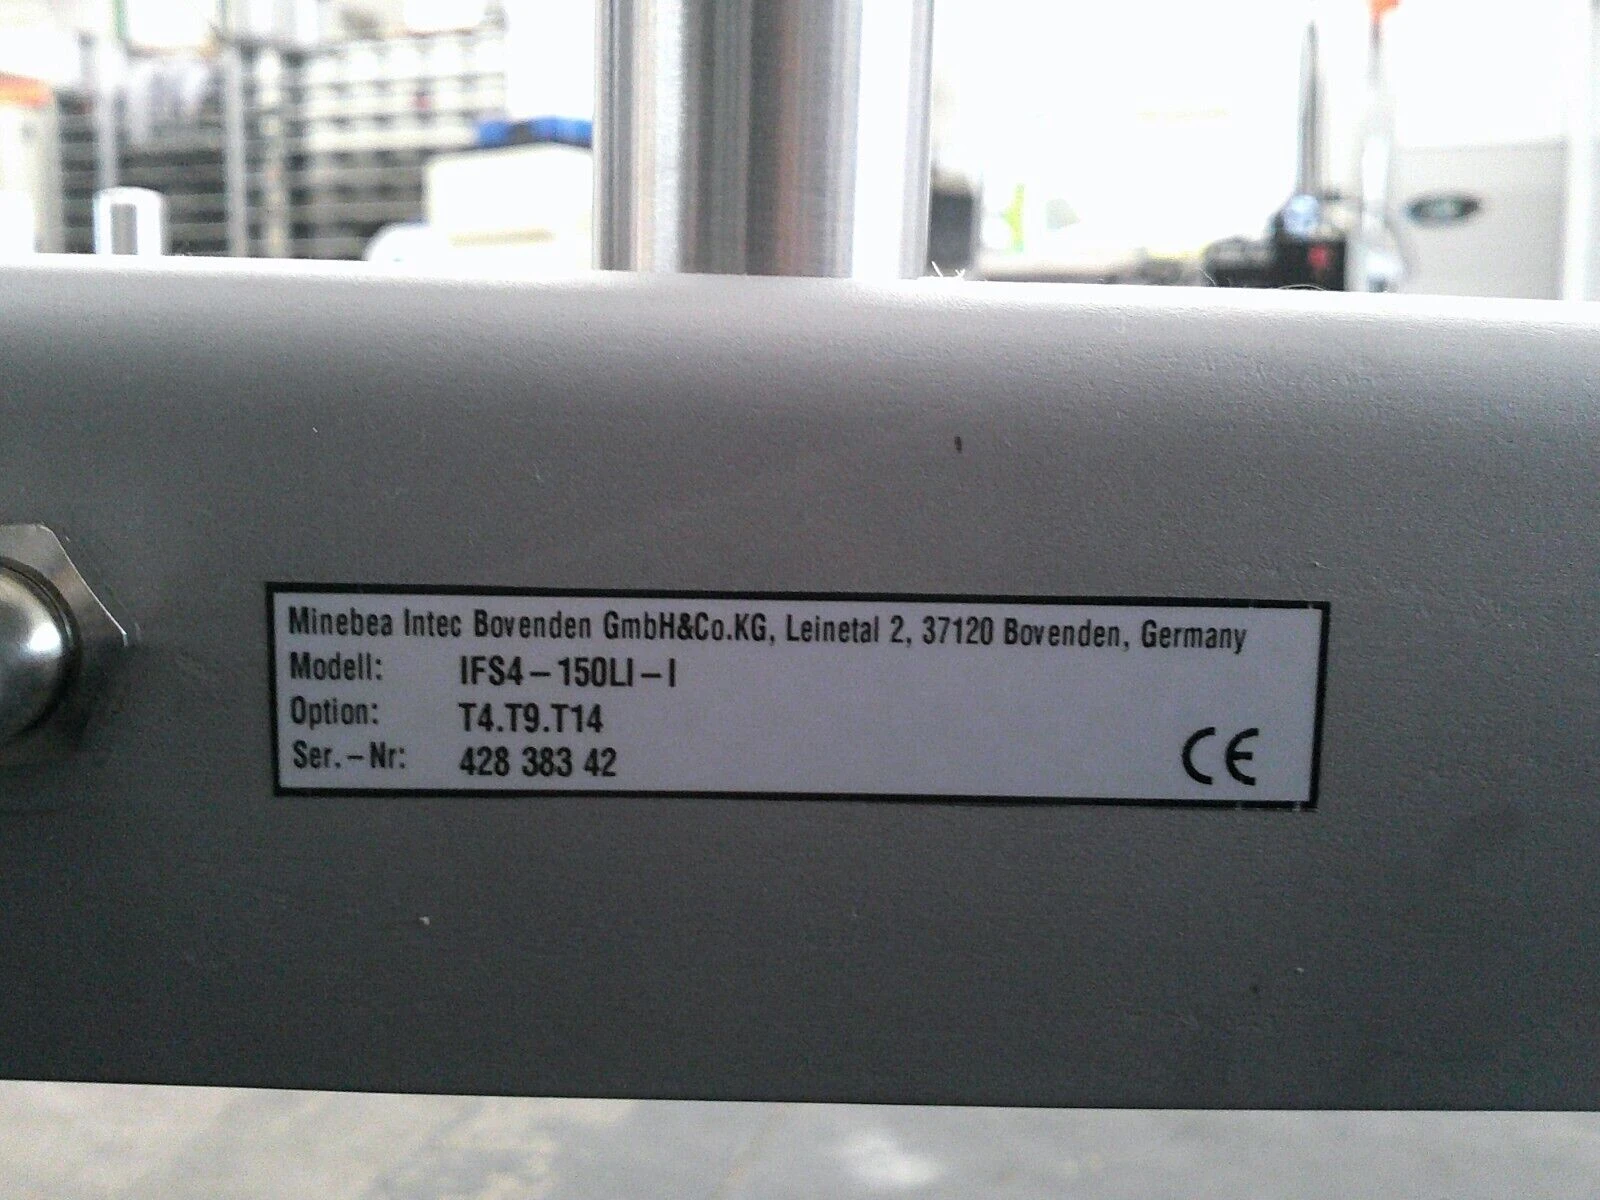 Minebea Intec Bovenden GmbH&Co.KG, Leinetal 2, 37120 Bovenden, Germany
Modell: IFS4-150LI-I
Option: T4.T9.T14
Ser.-Nr: 428 383 42
CE